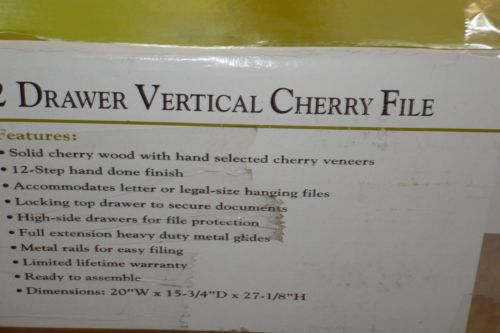 2 DRAWER VERTICAL CHERRY FILE
Features:
• Solid cherry wood with hand selected cherry veneers
• 12-Step hand done finish
• Accommodates letter or legal-size hanging files
• Locking top drawer to secure documents
• High-side drawers for file protection
• Full extension heavy duty metal glides
• Metal rails for easy filing
• Limited lifetime warranty
• Ready to assemble
• Dimensions: 20"W x 15-3/4"D x 27-1/8"H